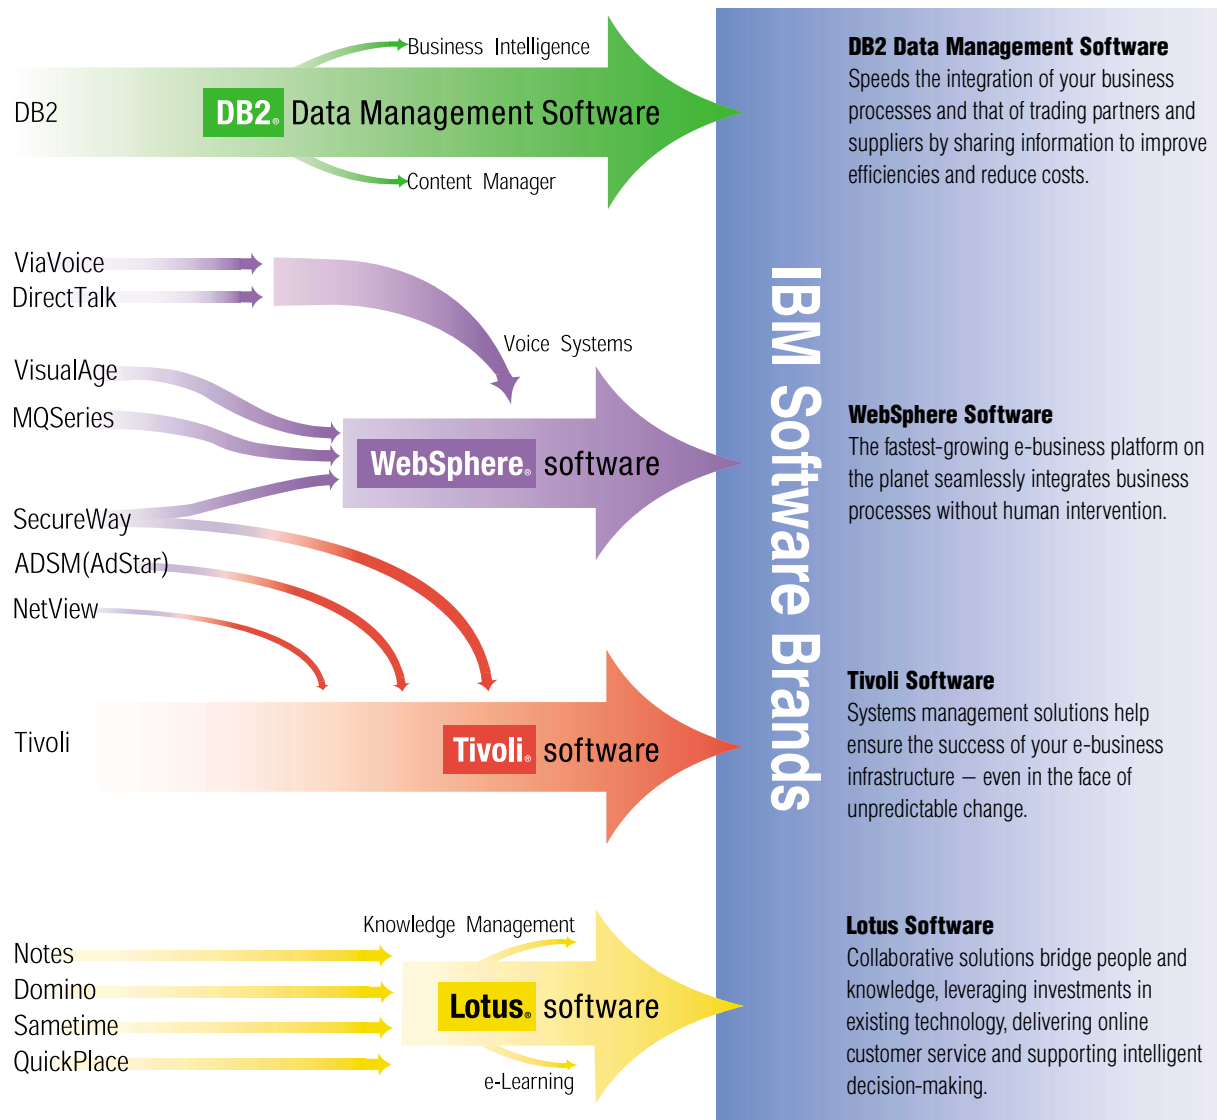 Business Intelligence
DB2
DB2® Data Management Software
Content Manager
DB2 Data Management Software
Speeds the integration of your business
processes and that of trading partners and
suppliers by sharing information to improve
efficiencies and reduce costs.
ViaVoice
DirectTalk
Voice Systems
VisualAge
MQSeries
WebSphere® software
SecureWay
ADSM(AdStar)
NetView
IBM Software Brands
WebSphere Software
The fastest-growing e-business platform on
the planet seamlessly integrates business
processes without human intervention.
Tivoli
Tivoli® software
Tivoli Software
Systems management solutions help
ensure the success of your e-business
infrastructure — even in the face of
unpredictable change.
Knowledge Management
Notes
Domino
Sametime
QuickPlace
Lotus® software
e-Learning
Lotus Software
Collaborative solutions bridge people and
knowledge, leveraging investments in
existing technology, delivering online
customer service and supporting intelligent
decision-making.